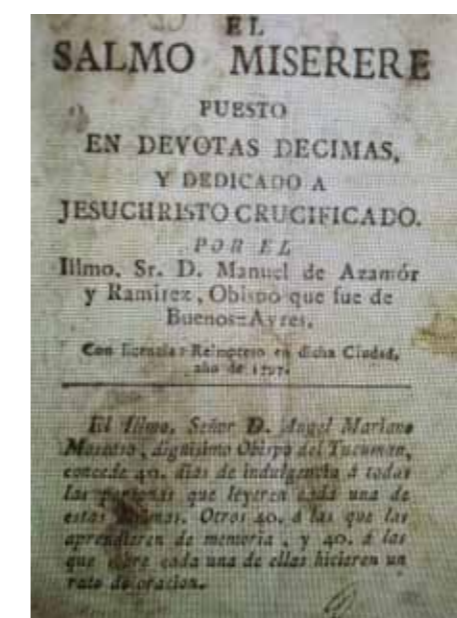 EL
SALMO MISERERE
PUESTO
EN DEVOTAS DECIMAS,
Y DEDICADO A
JESUCHRISTO CRUCIFICADO.
POR EL
Illmo. Sr. D. Manuel de Azamór
y Ramirez, Obispo que fue de
Buenos=Ayres.
Con licencia: Reimpreso en dicha Ciudad,
año de 1797.
El Illmo. Señor D. Angel Mariano
Moscoso, dignisimo Obispo del Tucuman,
concede 40. dias de indulgencia á todas
las personas que leyeren cada una de
estas Decimas. Otros 40. á las que las
aprendieren de memoria, y 40. á las
que sobre cada una de ellas hicieren un
rato de oracion.